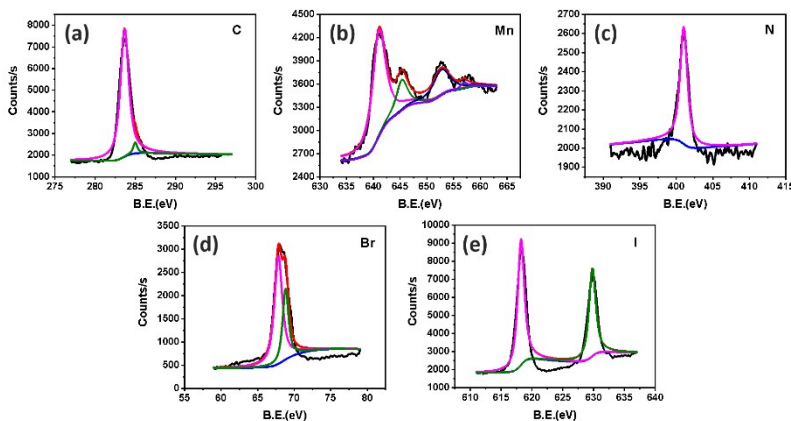 (a) C
8000
7000
6000
5000
4000
3000
2000
1000
0
Counts/s
275 280 285 290 295 300
B.E.(eV)
(b) Mn
4500
4200
3900
3600
3300
3000
2700
2400
Counts/s
630 635 640 645 650 655 660 665
B.E.(eV)
(c) N
2700
2600
2500
2400
2300
2200
2100
2000
1900
Counts/s
390 395 400 405 410 415
B.E.(eV)
(d) Br
3500
3000
2500
2000
1500
1000
500
0
Counts/s
55 60 65 70 75 80
B.E.(eV)
(e) I
10000
9000
8000
7000
6000
5000
4000
3000
2000
1000
Counts/s
610 615 620 625 630 635 640
B.E.(eV)